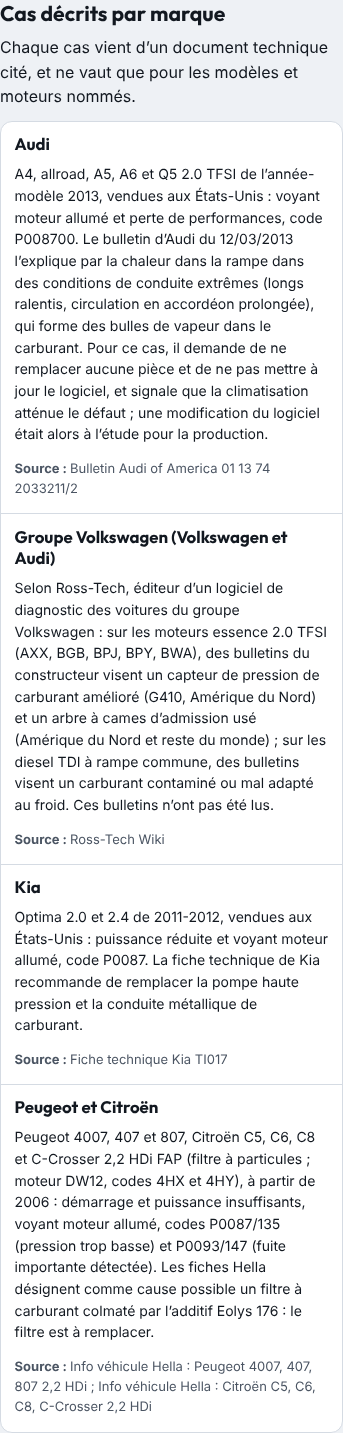 Cas décrits par marque
Chaque cas vient d’un document technique
cité, et ne vaut que pour les modèles et
moteurs nommés.
Audi
A4, allroad, A5, A6 et Q5 2.0 TFSI de l’année-
modèle 2013, vendues aux États-Unis : voyant
moteur allumé et perte de performances, code
P008700. Le bulletin d’Audi du 12/03/2013
l’explique par la chaleur dans la rampe dans
des conditions de conduite extrêmes (longs
ralentis, circulation en accordéon prolongée),
qui forme des bulles de vapeur dans le
carburant. Pour ce cas, il demande de ne
remplacer aucune pièce et de ne pas mettre à
jour le logiciel, et signale que la climatisation
atténue le défaut ; une modification du logiciel
était alors à l’étude pour la production.
Source : Bulletin Audi of America 01 13 74
2033211/2
Groupe Volkswagen (Volkswagen et
Audi)
Selon Ross-Tech, éditeur d’un logiciel de
diagnostic des voitures du groupe
Volkswagen : sur les moteurs essence 2.0 TFSI
(AXX, BGB, BPJ, BPY, BWA), des bulletins du
constructeur visent un capteur de pression de
carburant amélioré (G410, Amérique du Nord)
et un arbre à cames d’admission usé
(Amérique du Nord et reste du monde) ; sur les
diesel TDI à rampe commune, des bulletins
visent un carburant contaminé ou mal adapté
au froid. Ces bulletins n’ont pas été lus.
Source : Ross-Tech Wiki
Kia
Optima 2.0 et 2.4 de 2011-2012, vendues aux
États-Unis : puissance réduite et voyant moteur
allumé, code P0087. La fiche technique de Kia
recommande de remplacer la pompe haute
pression et la conduite métallique de
carburant.
Source : Fiche technique Kia TI017
Peugeot et Citroën
Peugeot 4007, 407 et 807, Citroën C5, C6, C8
et C-Crosser 2,2 HDi FAP (filtre à particules ;
moteur DW12, codes 4HX et 4HY), à partir de
2006 : démarrage et puissance insuffisants,
voyant moteur allumé, codes P0087/135
(pression trop basse) et P0093/147 (fuite
importante détectée). Les fiches Hella
désignent comme cause possible un filtre à
carburant colmaté par l’additif Eolys 176 : le
filtre est à remplacer.
Source : Info véhicule Hella : Peugeot 4007, 407,
807 2,2 HDi ; Info véhicule Hella : Citroën C5, C6,
C8, C-Crosser 2,2 HDi